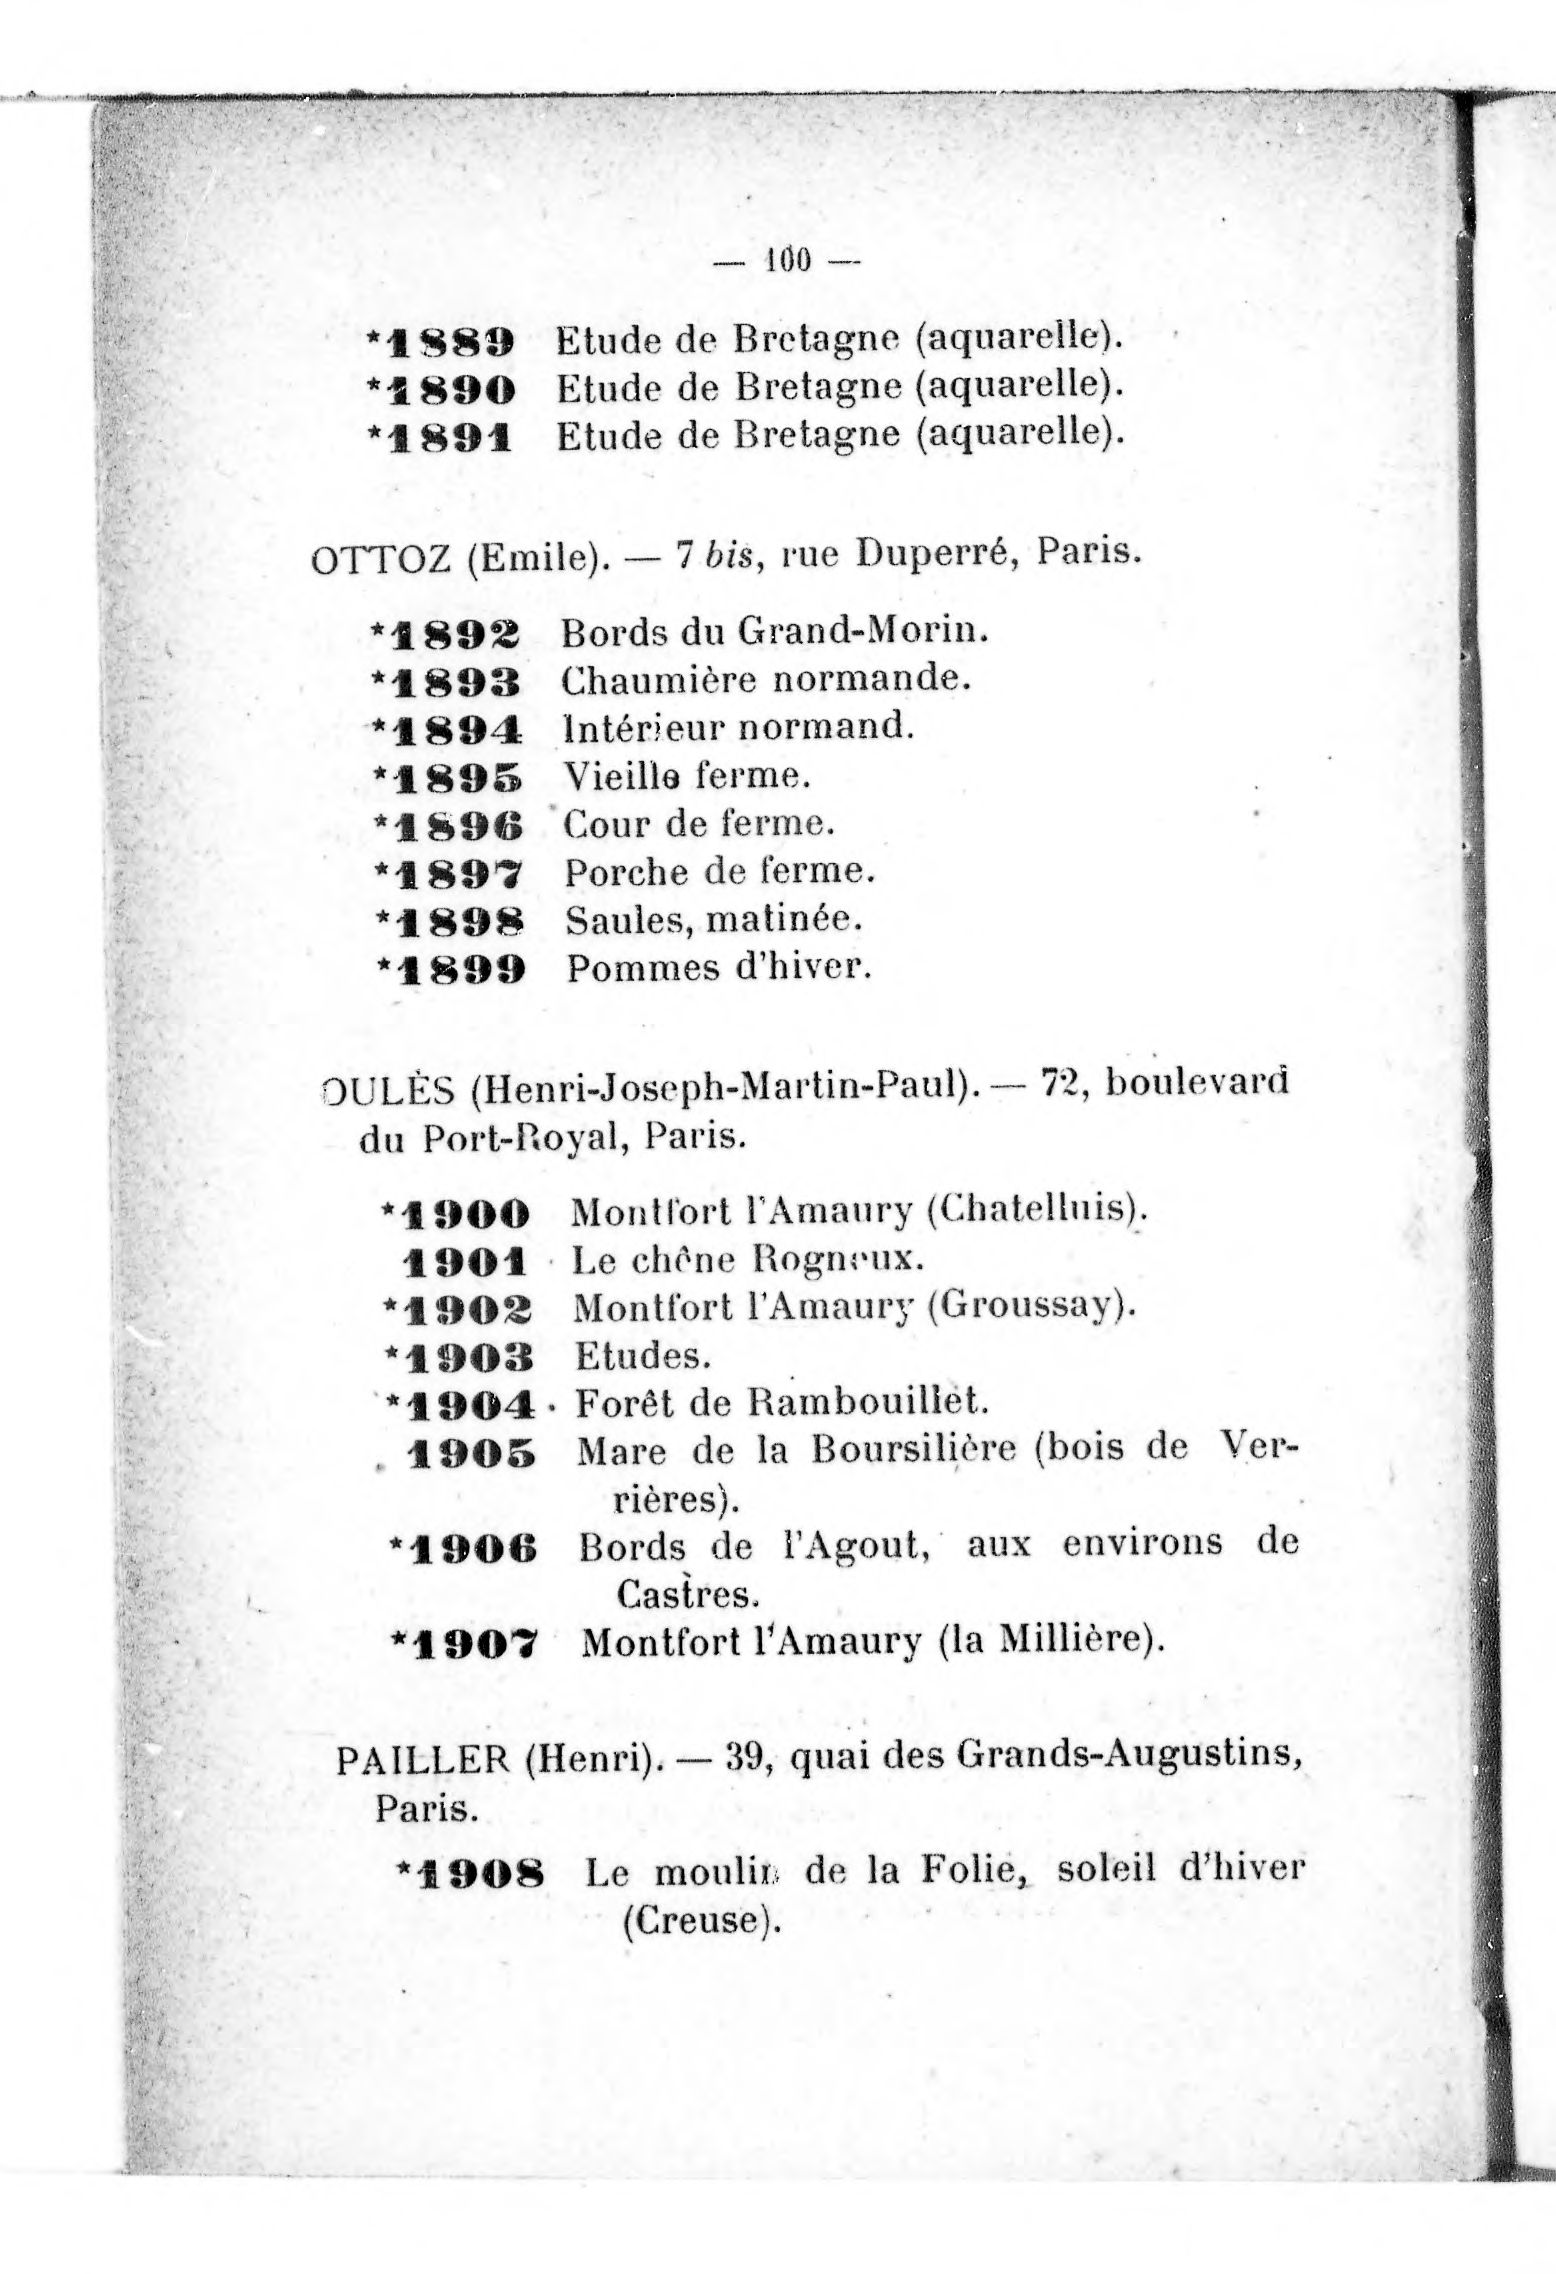 — 100 —
*1889 Etude de Bretagne (aquarelle).
*1890 Etude de Bretagne (aquarelle).
*1891 Etude de Bretagne (aquarelle).
OTTOZ (Emile). — 7 bis, rue Duperré, Paris.
*1892 Bords du Grand-Morin.
*1893 Chaumière normande.
*1894 Intérieur normand.
*1895 Vieille ferme.
*1896 Cour de ferme.
*1897 Porche de ferme.
*1898 Saules, matinée.
*1899 Pommes d'hiver.
OULÈS (Henri-Joseph-Martin-Paul). — 72, boulevard
du Port-Royal, Paris.
*1900 Montfort l'Amaury (Chatelluis).
1901 Le chêne Rogneux.
*1902 Montfort l'Amaury (Groussay).
*1903 Etudes.
*1904 Forêt de Rambouillet.
1905 Mare de la Boursilière (bois de Ver-
rières).
*1906 Bords de l'Agout, aux environs de
Castres.
*1907 Montfort l'Amaury (la Millière).
PAILLER (Henri). — 39, quai des Grands-Augustins,
Paris.
*1908 Le moulin de la Folie, soleil d'hiver
(Creuse).